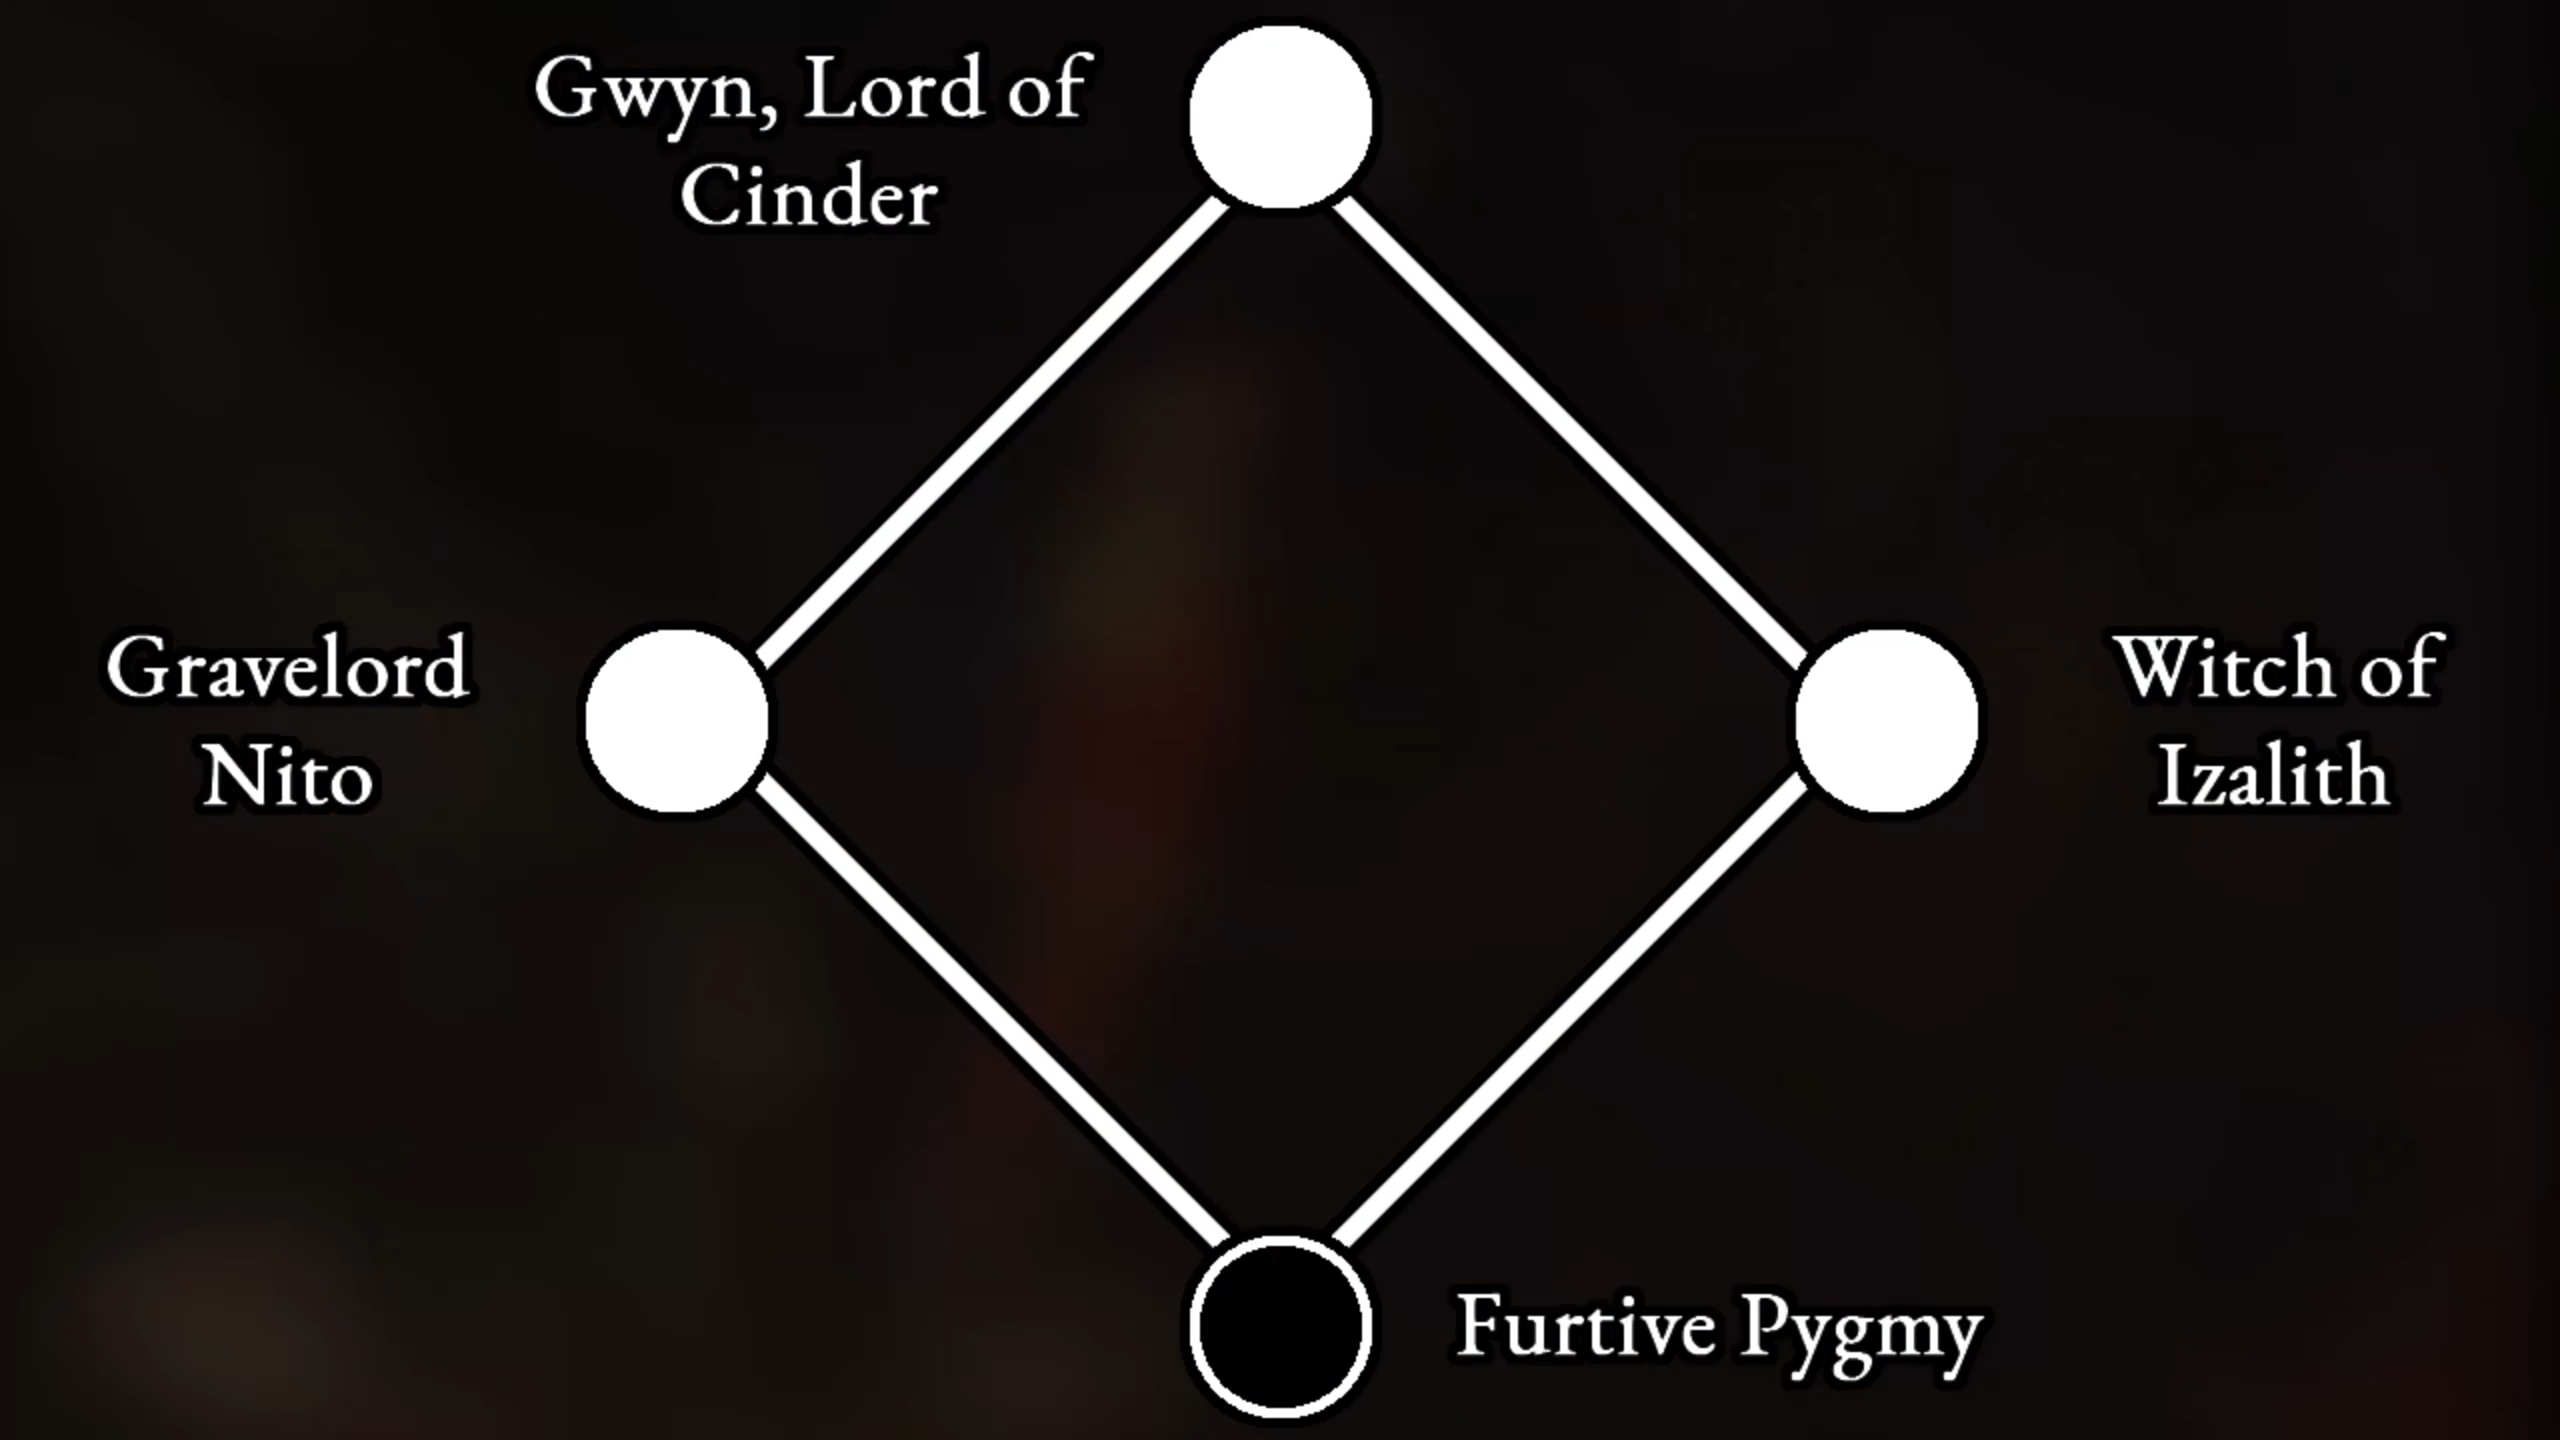 Gwyn, Lord of
Cinder
Gravelord
Nito
Witch of
Izalith
Furtive Pygmy